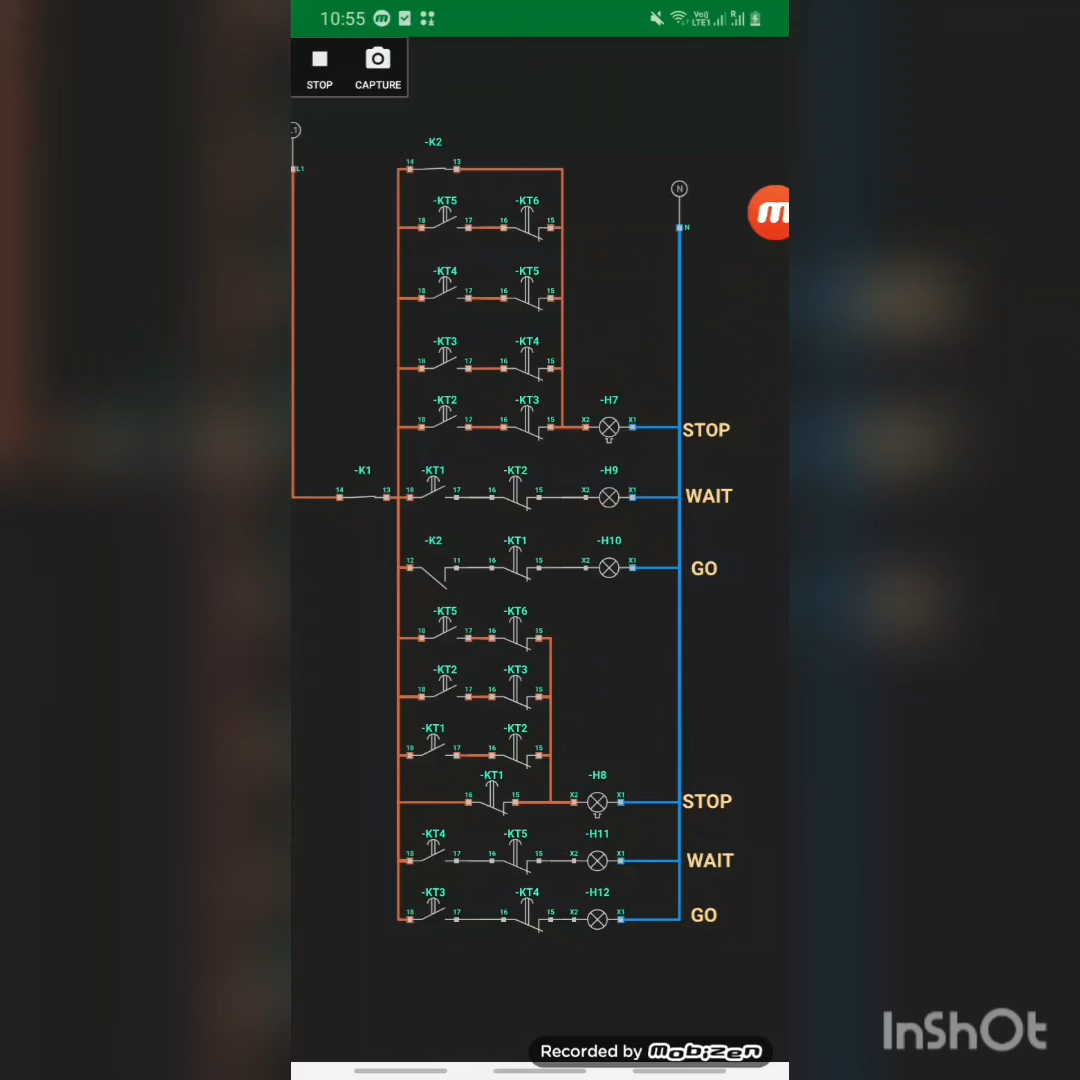 10:55
Vo)) LTE1 R
STOP CAPTURE
-K2
14 13
L1
-KT5 -KT6
18 17 16 15
N
N
-KT4 -KT5
18 17 16 15
-KT3 -KT4
18 17 16 15
-KT2 -KT3 -H7
18 17 16 15 X2 X1
STOP
-K1 -KT1 -KT2 -H9
14 13 18 17 16 15 X2 X1
WAIT
-K2 -KT1 -H10
12 11 16 15 X2 X1
GO
-KT5 -KT6
18 17 16 15
-KT2 -KT3
18 17 16 15
-KT1 -KT2
18 17 16 15
-KT1 -H8
16 15 X2 X1
STOP
-KT4 -KT5 -H11
18 17 16 15 X2 X1
WAIT
-KT3 -KT4 -H12
18 17 16 15 X2 X1
GO
InShOt
Recorded by mobizen